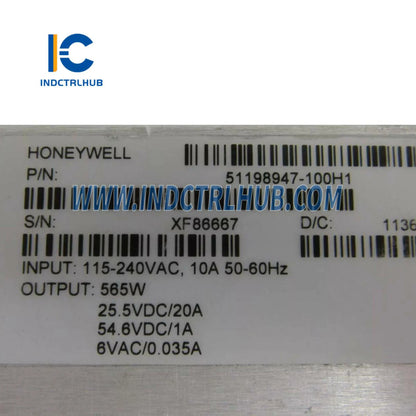 IC
INDCTRLHUB
HONEYWELL
P/N: 51198947-100H1
WWW.INDCTRLHUB.COM
S/N: XF86667 D/C: 1136
INPUT: 115-240VAC, 10A 50-60Hz
OUTPUT: 565W
25.5VDC/20A
54.6VDC/1A
6VAC/0.035A